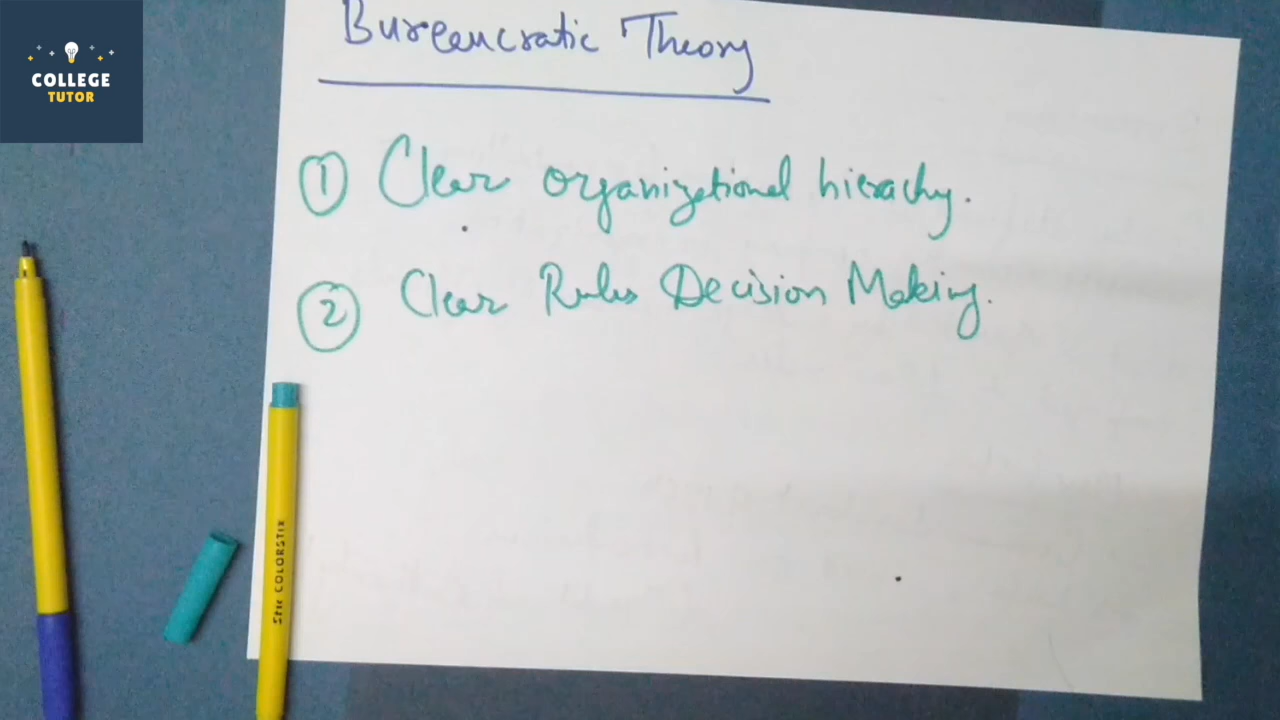 COLLEGE
TUTOR
Bureaucratic Theory
① Clear organizational hierachy.
② Clear Rules Decision Making.
Stic COLORSTIX